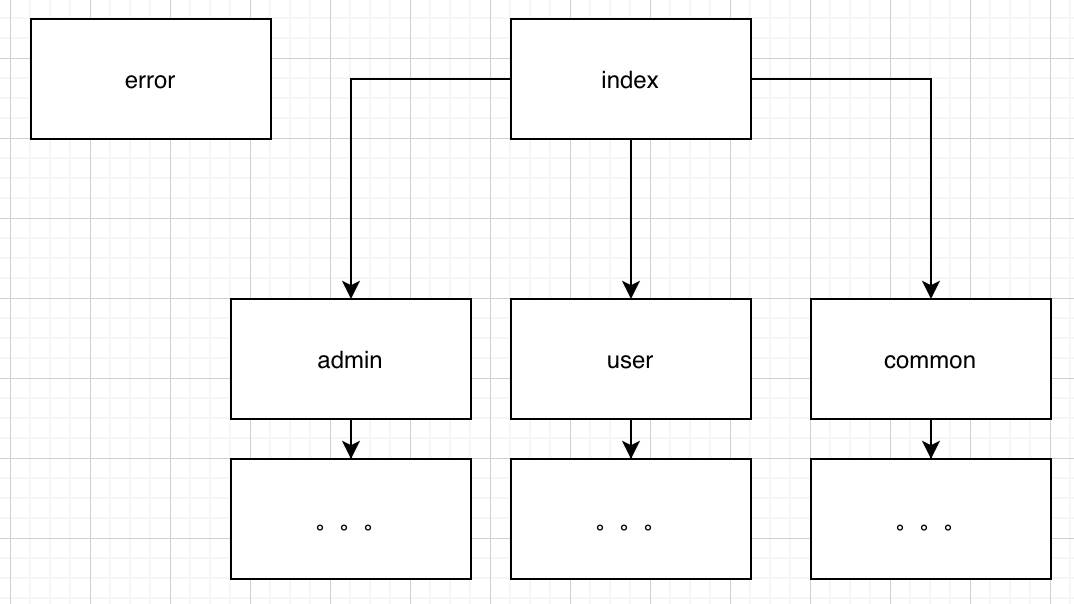 error
index
admin
user
common
。。。
。。。
。。。